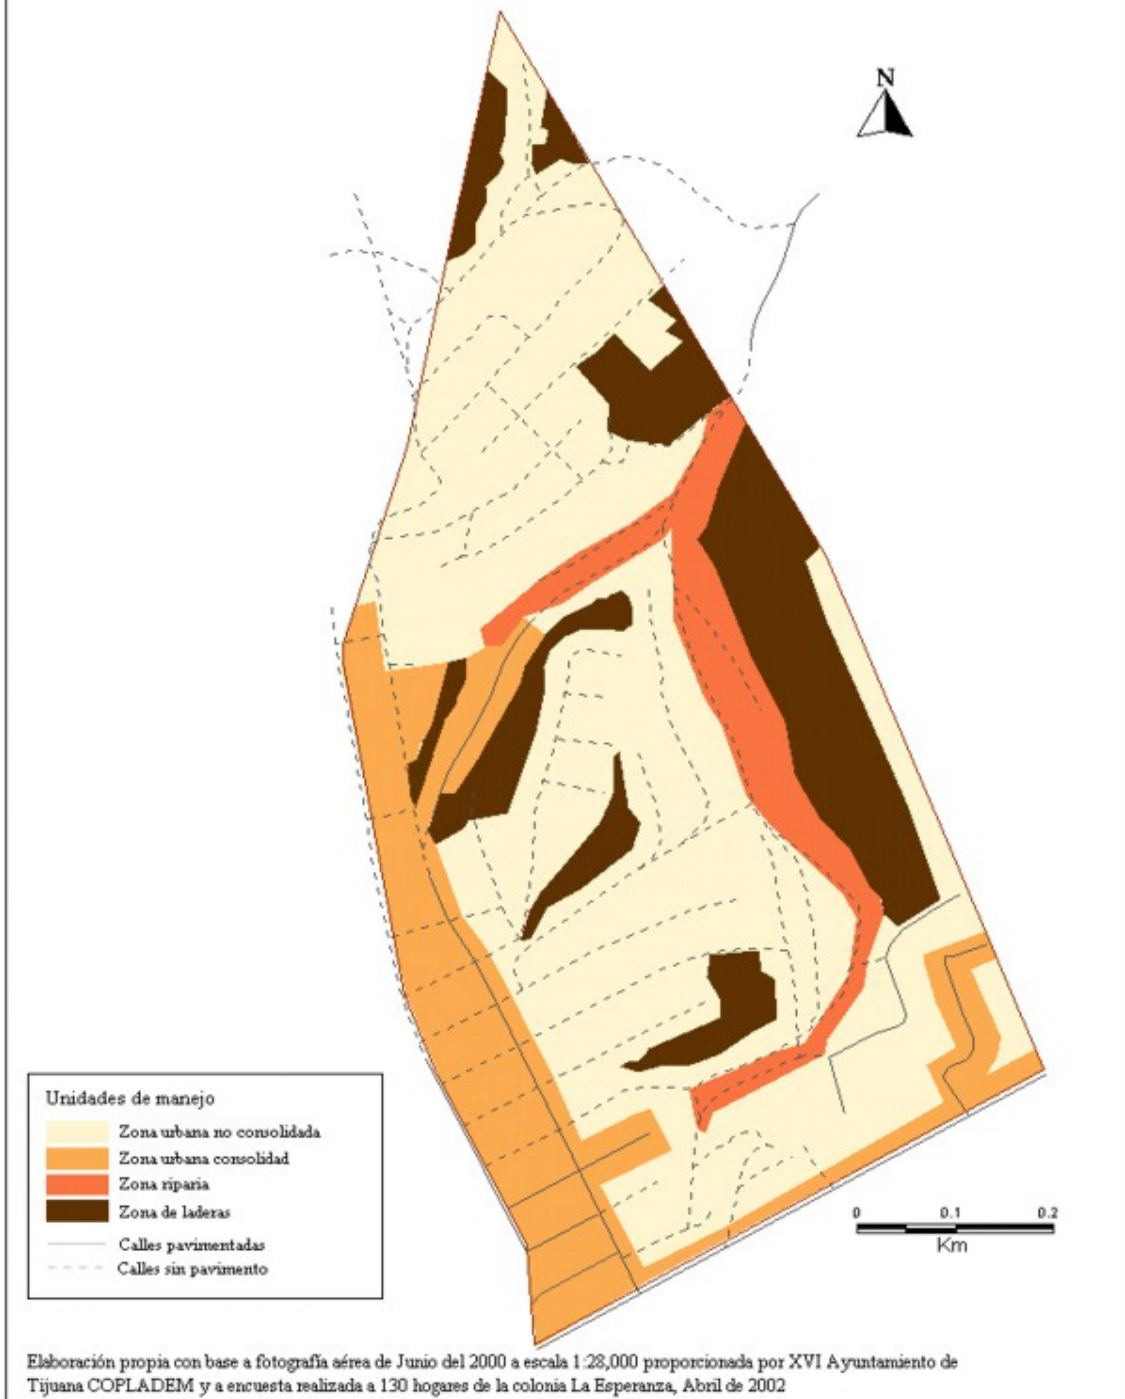 N
Unidades de manejo
Zona urbana no consolidada
Zona urbana consolidad
Zona riparia
Zona de laderas
Calles pavimentadas
Calles sin pavimento
0 0.1 0.2
Km
Elaboración propia con base a fotografía aérea de Junio del 2000 a escala 1:28,000 proporcionada por XVI Ayuntamiento de
Tijuana COPLADEM y a encuesta realizada a 130 hogares de la colonia La Esperanza, Abril de 2002